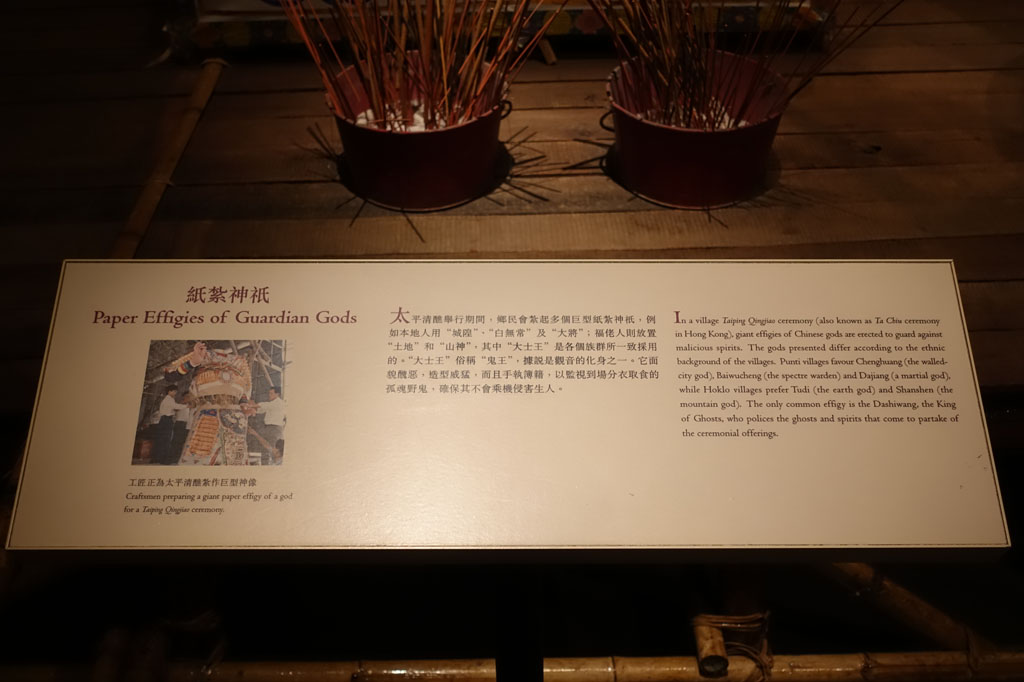 紙紮神祇
Paper Effigies of Guardian Gods
工匠正為太平清醮紮作巨型神像
Craftsmen preparing a giant paper effigy of a god
for a Taiping Qingjiao ceremony.
太平清醮舉行期間，鄉民會紮起多個巨型紙紮神祇，例
如本地人用“城隍”、“白無常”及“大將”；福佬人則放置
“土地”和“山神”，其中“大士王”是各個族群所一致採用
的。“大士王”俗稱“鬼王”，據說是觀音的化身之一。它面
貌醜惡，造型威猛，而且手執簿籍，以監視到場分衣取食的
孤魂野鬼，確保其不會乘機侵害生人。
In a village Taiping Qingjiao ceremony (also known as Ta Chiu ceremony
in Hong Kong), giant effigies of Chinese gods are erected to guard against
malicious spirits. The gods presented differ according to the ethnic
background of the villages. Punti villages favour Chenghuang (the walled-
city god), Baiwucheng (the spectre warden) and Dajiang (a martial god),
while Hoklo villages prefer Tudi (the earth god) and Shanshen (the
mountain god). The only common effigy is the Dashiwang, the King
of Ghosts, who polices the ghosts and spirits that come to partake of
the ceremonial offerings.